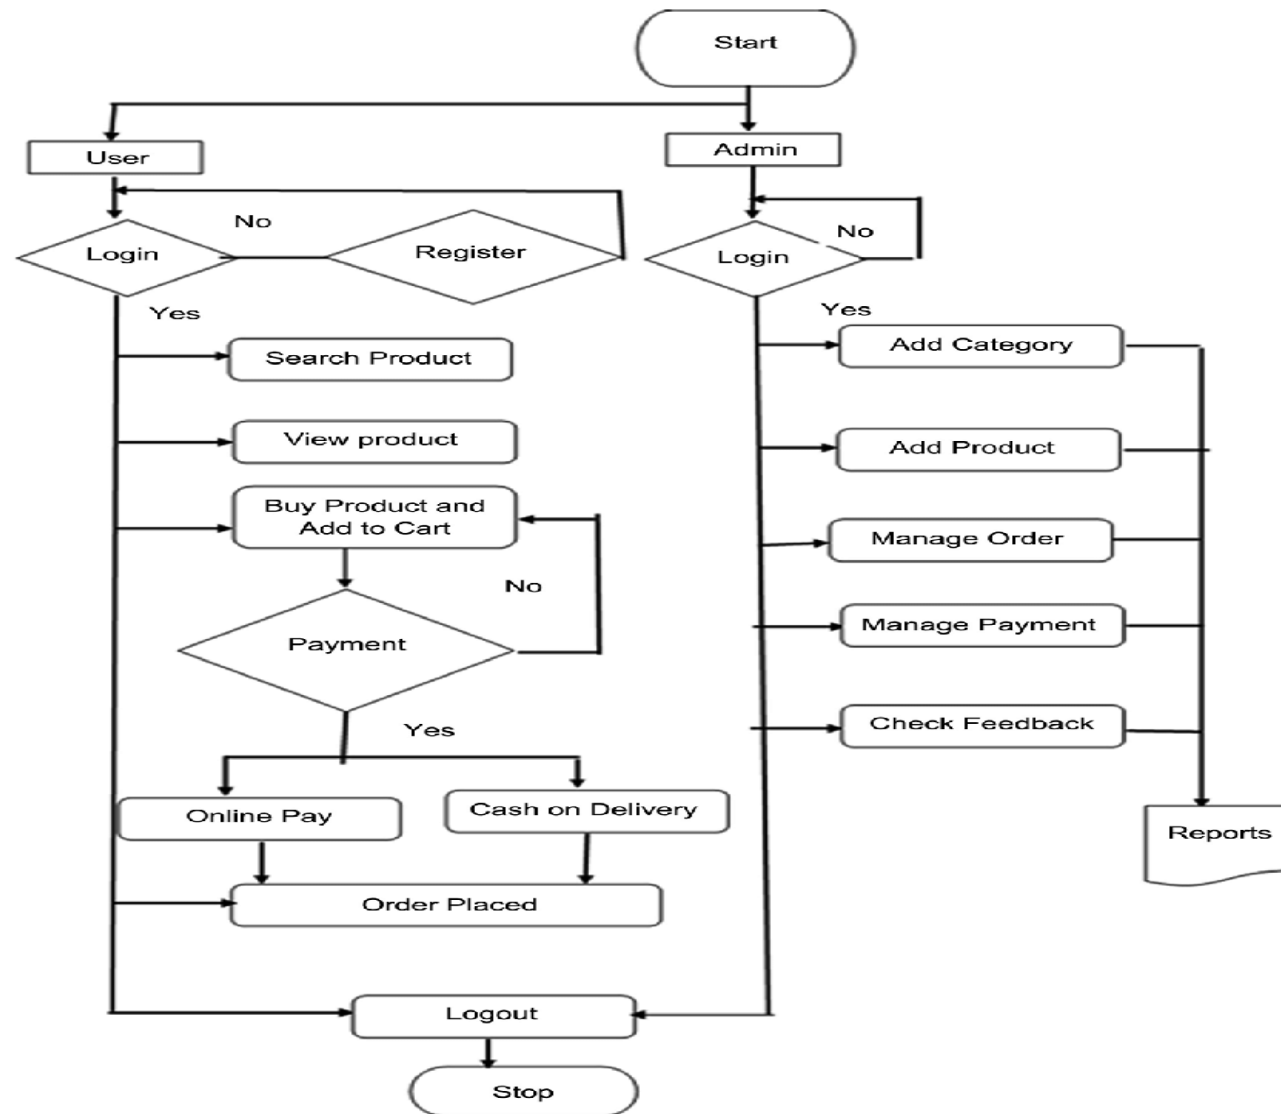 Start
User
Admin
No
Login
Register
No
Login
Yes
Yes
Search Product
Add Category
View product
Add Product
Buy Product and
Add to Cart
Manage Order
No
Payment
Manage Payment
Yes
Check Feedback
Online Pay
Cash on Delivery
Reports
Order Placed
Logout
Stop